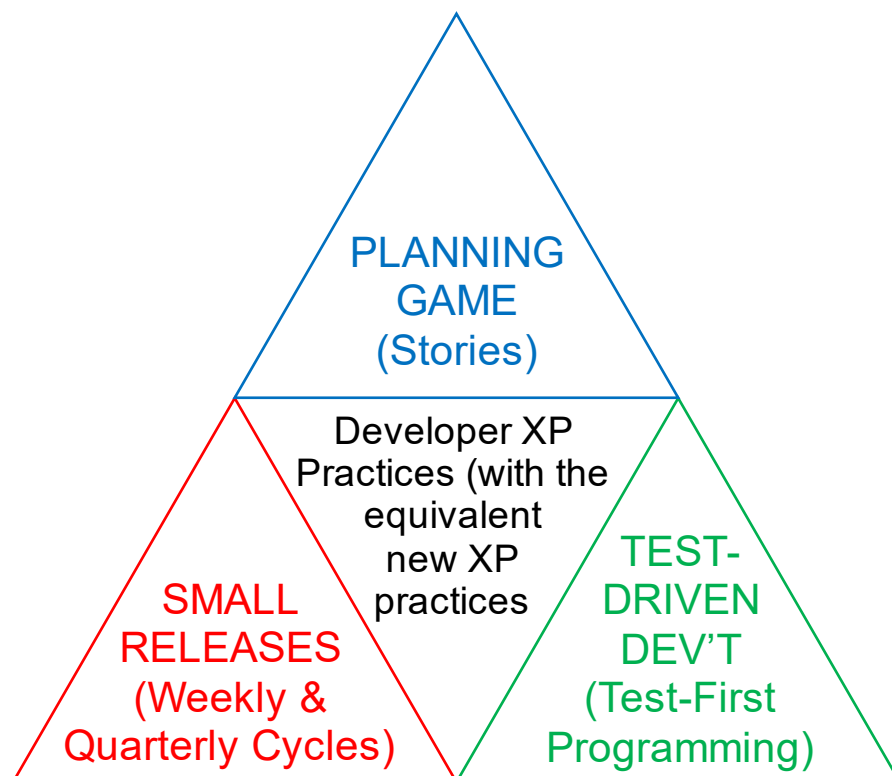 PLANNING
GAME
(Stories)
Developer XP
Practices (with the
equivalent
new XP
practices
SMALL
RELEASES
(Weekly &
Quarterly Cycles)
TEST-
DRIVEN
DEV’T
(Test-First
Programming)